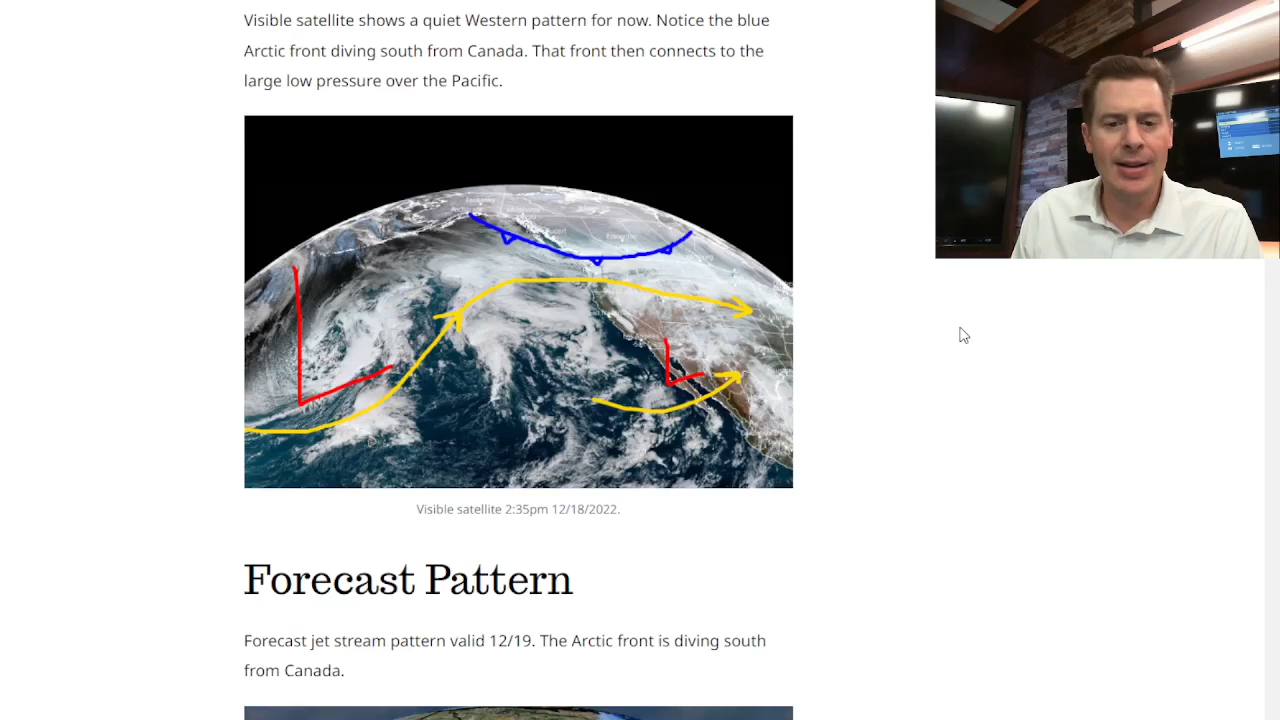 Visible satellite shows a quiet Western pattern for now. Notice the blue
Arctic front diving south from Canada. That front then connects to the
large low pressure over the Pacific.
Visible satellite 2:35pm 12/18/2022.
Forecast Pattern
Forecast jet stream pattern valid 12/19. The Arctic front is diving south
from Canada.